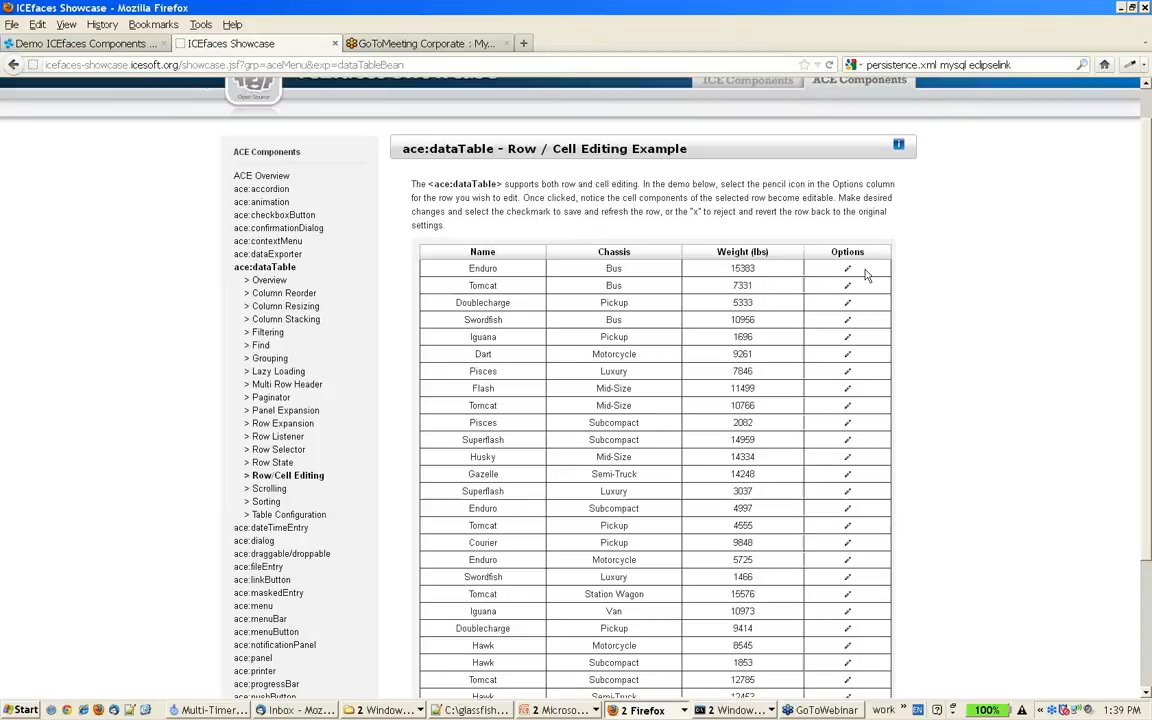 ICEfaces Showcase - Mozilla Firefox
File Edit View History Bookmarks Tools Help
Demo ICEfaces Components ... ICEfaces Showcase GoToMeeting Corporate : My...
icefaces-showcase.icesoft.org/showcase.jsf?grp=aceMenu&exp=dataTableBean persistence.xml mysql eclipselink
Open Source ICE Components ACE Components
ACE Components
ACE Overview
ace:accordion
ace:animation
ace:checkboxButton
ace:confirmationDialog
ace:contextMenu
ace:dataExporter
ace:dataTable
> Overview
> Column Reorder
> Column Resizing
> Column Stacking
> Filtering
> Find
> Grouping
> Lazy Loading
> Multi Row Header
> Paginator
> Panel Expansion
> Row Expansion
> Row Listener
> Row Selector
> Row State
> Row/Cell Editing
> Scrolling
> Sorting
> Table Configuration
ace:dateTimeEntry
ace:dialog
ace:draggable/droppable
ace:fileEntry
ace:linkButton
ace:maskedEntry
ace:menu
ace:menuBar
ace:menuButton
ace:notificationPanel
ace:panel
ace:printer
ace:progressBar
ace:pushButton
ace:dataTable - Row / Cell Editing Example
The <ace:dataTable> supports both row and cell editing. In the demo below, select the pencil icon in the Options column
for the row you wish to edit. Once clicked, notice the cell components of the selected row become editable. Make desired
changes and select the checkmark to save and refresh the row, or the "x" to reject and revert the row back to the original
settings.
Name Chassis Weight (lbs) Options
Enduro Bus 15383
Tomcat Bus 7331
Doublecharge Pickup 5333
Swordfish Bus 10956
Iguana Pickup 1696
Dart Motorcycle 9261
Pisces Luxury 7846
Flash Mid-Size 11499
Tomcat Mid-Size 10766
Pisces Subcompact 2082
Superflash Subcompact 14959
Husky Mid-Size 14334
Gazelle Semi-Truck 14248
Superflash Luxury 3037
Enduro Subcompact 4997
Tomcat Pickup 4555
Courier Pickup 9848
Enduro Motorcycle 5725
Swordfish Luxury 1466
Tomcat Station Wagon 15576
Iguana Van 10973
Doublecharge Pickup 9414
Hawk Motorcycle 8545
Hawk Subcompact 1853
Tomcat Subcompact 12785
Hawk Semi-Truck 12452
Start Multi-Timer... Inbox - Moz... 2 Window... C:\glassfish... 2 Microso... 2 Firefox 2 Window... GoToWebinar work » EN 100% « 1:39 PM